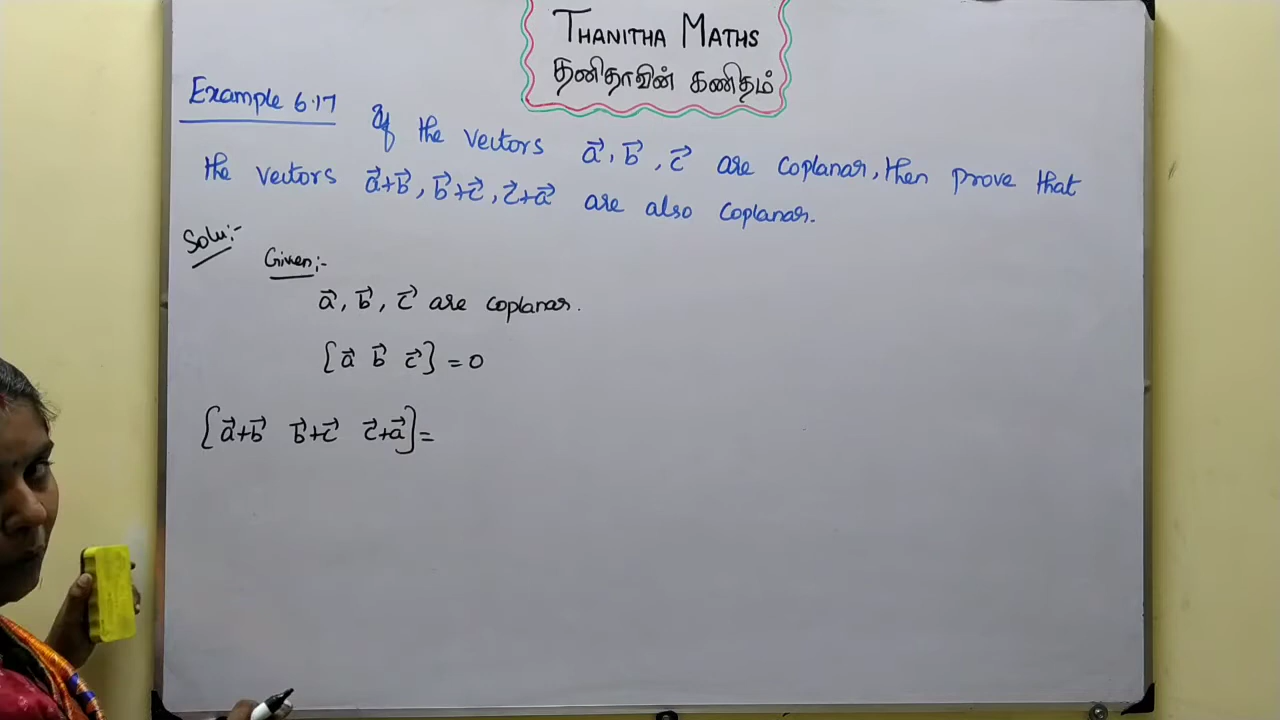 THANITHA MATHS
தனிதாவின் கணிதம்
Example 6.17 If the vectors a⃗, b⃗, c⃗ are coplanar, then prove that
the vectors a⃗+b⃗, b⃗+c⃗, c⃗+a⃗ are also coplanar.
Solu:-
Given:-
a⃗, b⃗, c⃗ are coplanar.
[a⃗ b⃗ c⃗] = 0
[a⃗+b⃗ b⃗+c⃗ c⃗+a⃗] =